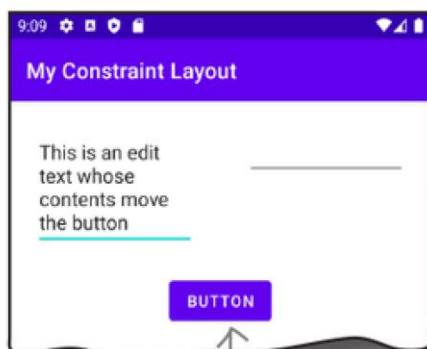 9:09
My Constraint Layout
This is an edit
text whose
contents move
the button
BUTTON